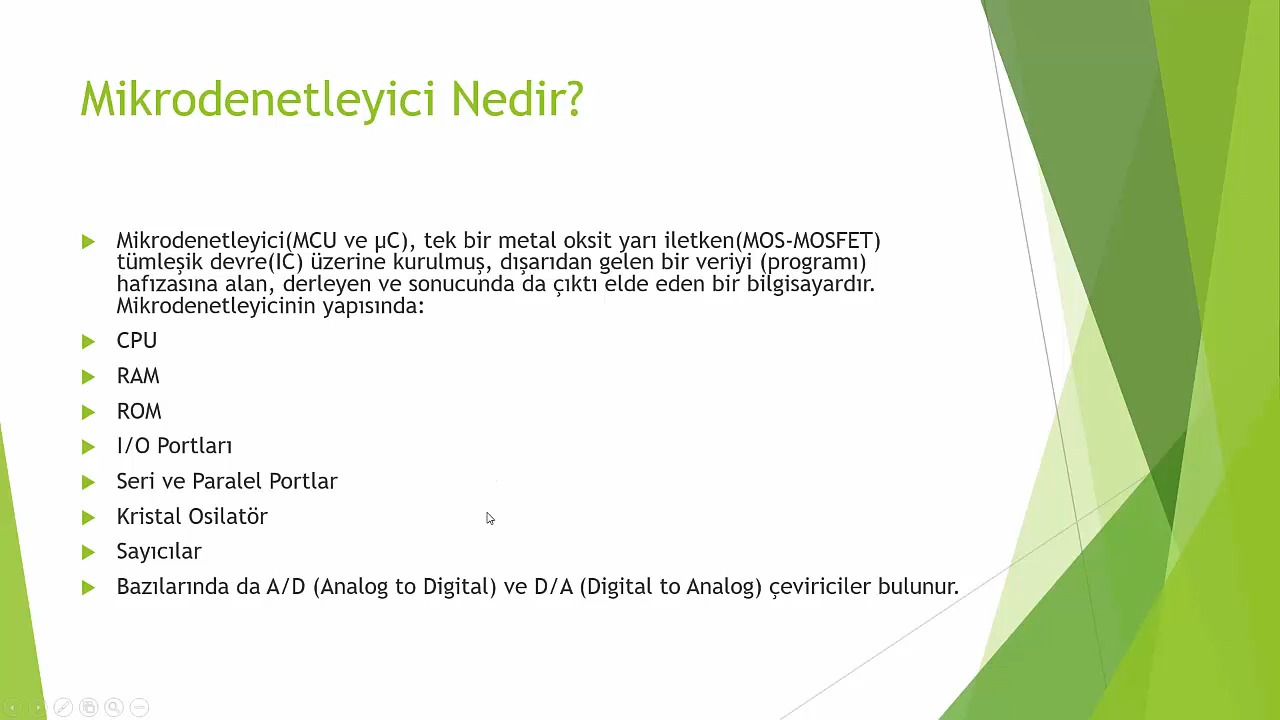 Mikrodenetleyici Nedir?
Mikrodenetleyici(MCU ve µC), tek bir metal oksit yarı iletken(MOS-MOSFET)
tümleşik devre(IC) üzerine kurulmuş, dışarıdan gelen bir veriyi (programı)
hafızasına alan, derleyen ve sonucunda da çıktı elde eden bir bilgisayardır.
Mikrodenetleyicinin yapısında:
CPU
RAM
ROM
I/O Portları
Seri ve Paralel Portlar
Kristal Osilatör
Sayıcılar
Bazılarında da A/D (Analog to Digital) ve D/A (Digital to Analog) çeviriciler bulunur.